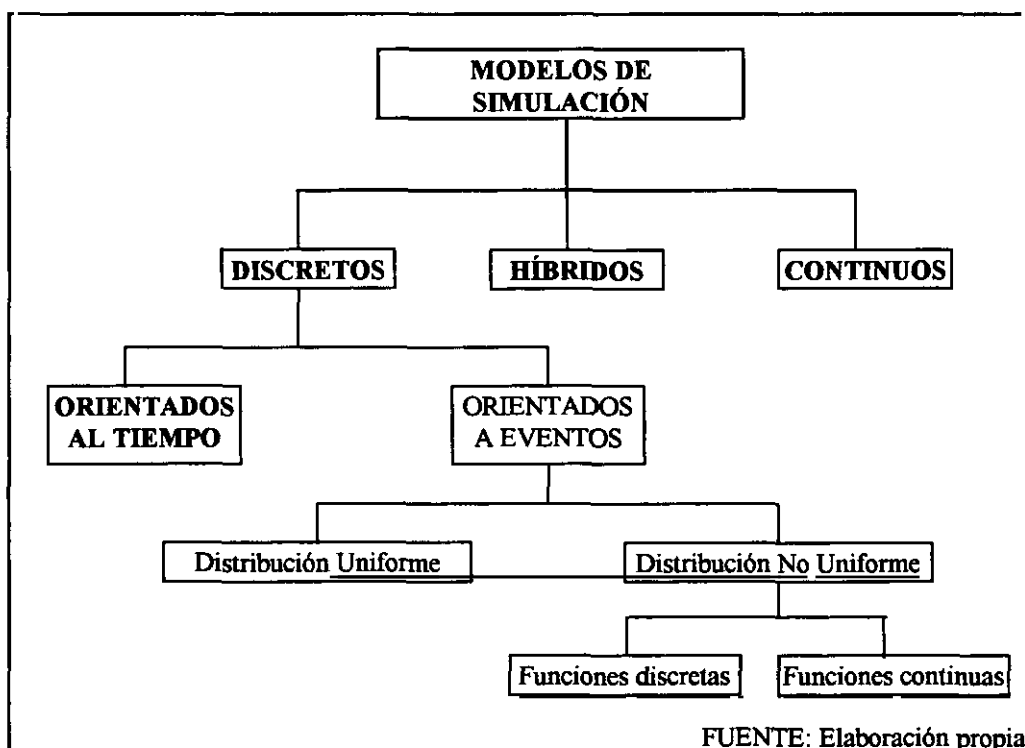 MODELOS DE
SIMULACIÓN
DISCRETOS
HÍBRIDOS
CONTINUOS
ORIENTADOS
AL TIEMPO
ORIENTADOS
A EVENTOS
Distribución Uniforme
Distribución No Uniforme
Funciones discretas
Funciones continuas
FUENTE: Elaboración propia